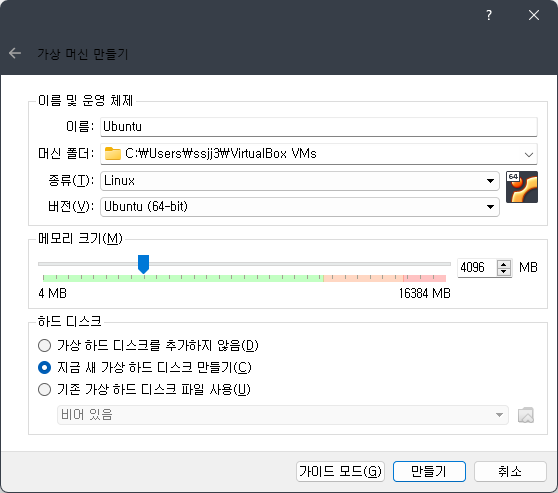 ?
가상 머신 만들기
이름 및 운영 체제
이름: Ubuntu
머신 폴더: C:₩Users₩ssjj3₩VirtualBox VMs
종류(T): Linux
64
버전(V): Ubuntu (64-bit)
메모리 크기(M)
4096 MB
4 MB 16384 MB
하드 디스크
가상 하드 디스크를 추가하지 않음(D)
지금 새 가상 하드 디스크 만들기(C)
기존 가상 하드 디스크 파일 사용(U)
비어 있음
가이드 모드(G) 만들기 취소